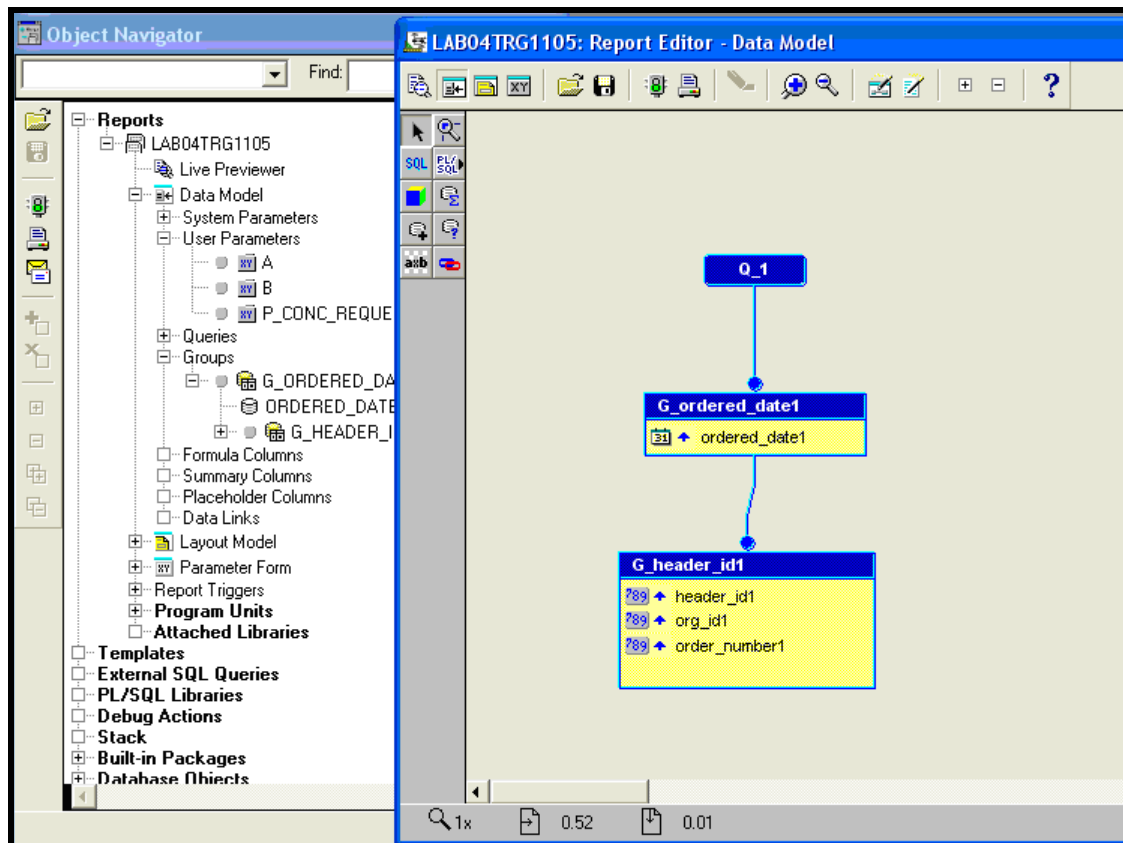 Object Navigator
Find:
Reports
LAB04TRG1105
Live Previewer
Data Model
System Parameters
User Parameters
A
B
P_CONC_REQUE
Queries
Groups
G_ORDERED_DA
ORDERED_DATE
G_HEADER_I
Formula Columns
Summary Columns
Placeholder Columns
Data Links
Layout Model
Parameter Form
Report Triggers
Program Units
Attached Libraries
Templates
External SQL Queries
PL/SQL Libraries
Debug Actions
Stack
Built-in Packages
Database Objects
LAB04TRG1105: Report Editor - Data Model
XY
?
SQL
PL/
SQL
Σ
?
axb
Q_1
G_ordered_date1
31 ordered_date1
G_header_id1
789 header_id1
789 org_id1
789 order_number1
1x 0.52 0.01